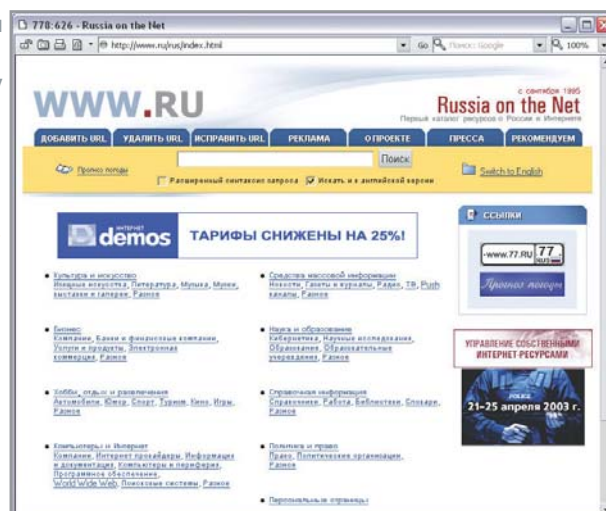 778:626 - Russia on the Net
http://www.ru/rus/index.html
Go
Поиск: Google
100%
WWW.RU
с сентября 1995
Russia on the Net
Первый каталог ресурсов о России в Интернете
ДОБАВИТЬ URL УДАЛИТЬ URL ИСПРАВИТЬ URL РЕКЛАМА О ПРОЕКТЕ ПРЕССА РЕКОМЕНДУЕМ
Прогноз погоды
Поиск
Switch to English
Расширенный синтаксис запроса Искать и в английской версии
ИНТЕРНЕТ
demos
ТАРИФЫ СНИЖЕНЫ НА 25%!
ССЫЛКИ
www.77.RU 77 RUS
Прогноз погоды
УПРАВЛЕНИЕ СОБСТВЕННЫМИ
ИНТЕРНЕТ-РЕСУРСАМИ
POLICE
21-25 апреля 2003 г.
Культура и искусство
Изящные искусства, Литература, Музыка, Музеи,
выставки и галереи, Разное
Средства массовой информации
Новости, Газеты и журналы, Радио, ТВ, Push
каналы, Разное
Бизнес
Компании, Банки и финансовые компании,
Услуги и продукты, Электронная
коммерция, Разное
Наука и образование
Кибернетика, Научные исследования,
Образование, Образовательные
учереждения, Разное
Хобби, отдых и развлечения
Автомобили, Юмор, Спорт, Туризм, Кино, Игры,
Разное
Справочная информация
Справочники, Работа, Библиотеки, Словари,
Разное
Компьютеры и Интернет
Компании, Интернет провайдеры, Информация
и документация, Компьютеры и периферия,
Программное обеспечение,
World Wide Web, Поисковые системы, Разное
Политика и право
Право, Политические организации,
Разное
Персональные страницы